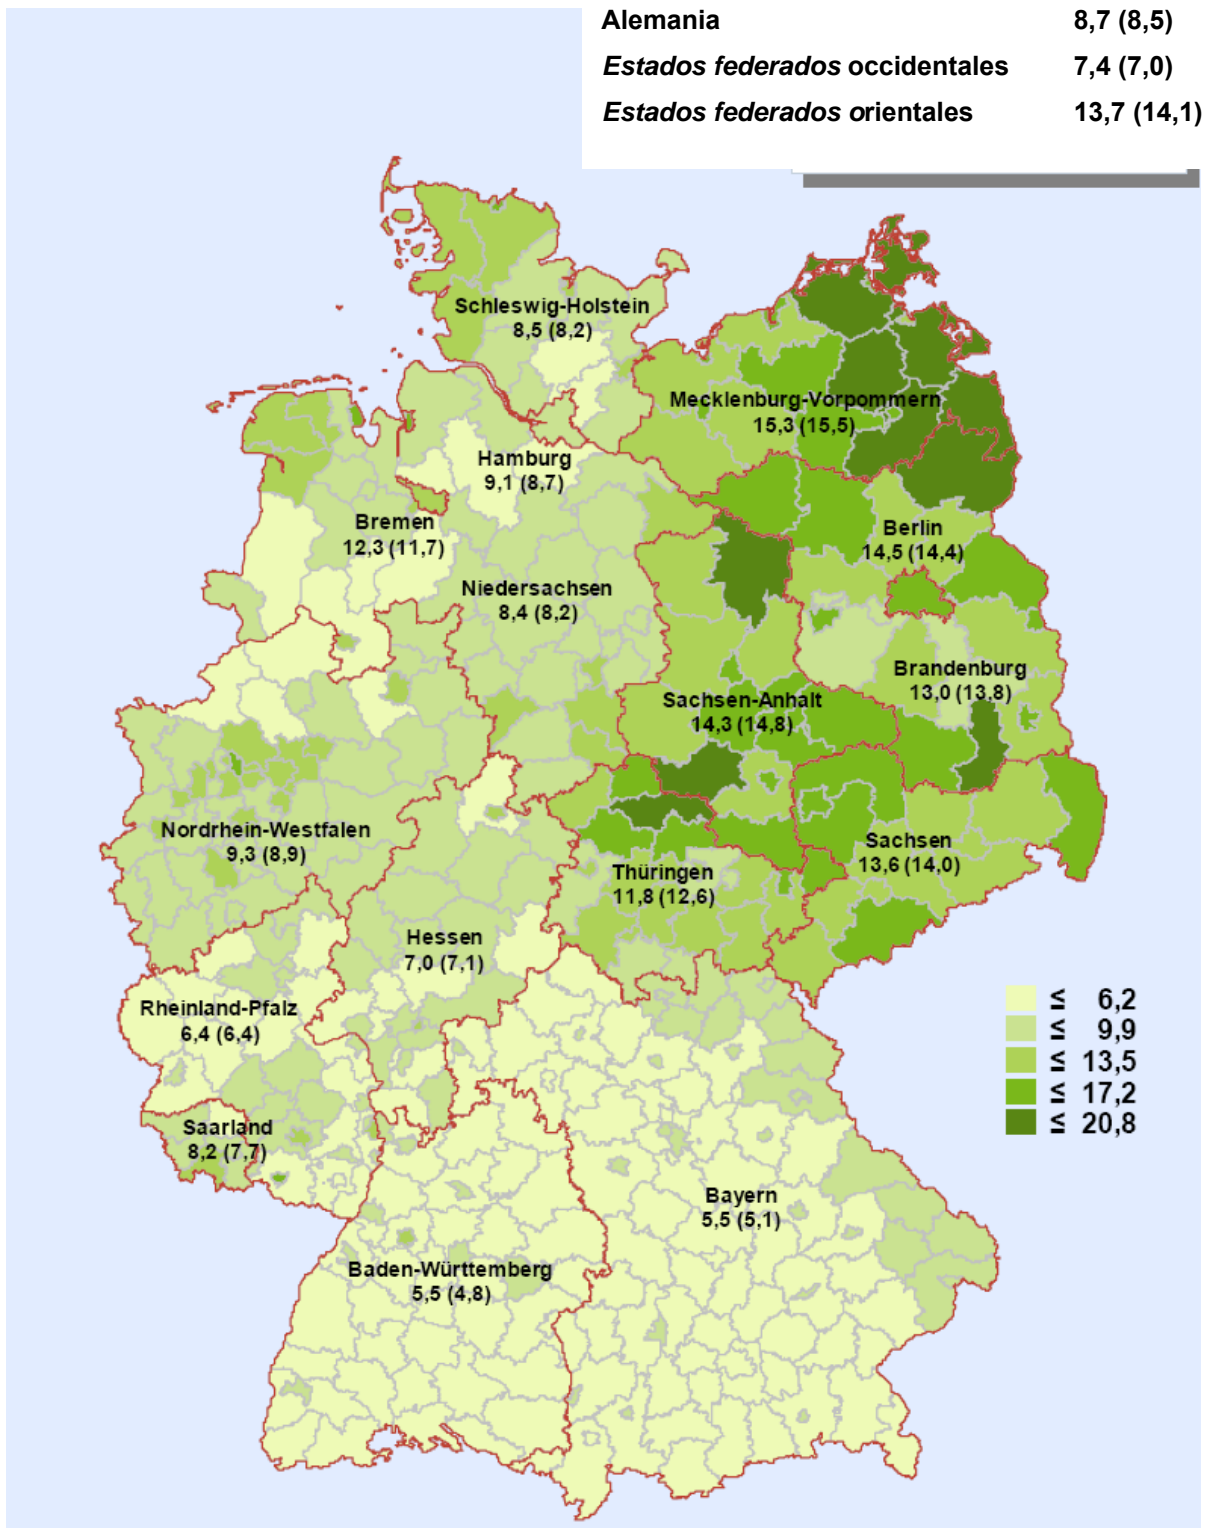 Alemania 8,7 (8,5)
Estados federados occidentales 7,4 (7,0)
Estados federados orientales 13,7 (14,1)
Schleswig-Holstein
8,5 (8,2)
Mecklenburg-Vorpommern
15,3 (15,5)
Hamburg
9,1 (8,7)
Bremen
12,3 (11,7)
Berlin
14,5 (14,4)
Niedersachsen
8,4 (8,2)
Brandenburg
13,0 (13,8)
Sachsen-Anhalt
14,3 (14,8)
Nordrhein-Westfalen
9,3 (8,9)
Sachsen
13,6 (14,0)
Thüringen
11,8 (12,6)
Hessen
7,0 (7,1)
Rheinland-Pfalz
6,4 (6,4)
≤ 6,2
≤ 9,9
≤ 13,5
≤ 17,2
≤ 20,8
Saarland
8,2 (7,7)
Bayern
5,5 (5,1)
Baden-Württemberg
5,5 (4,8)